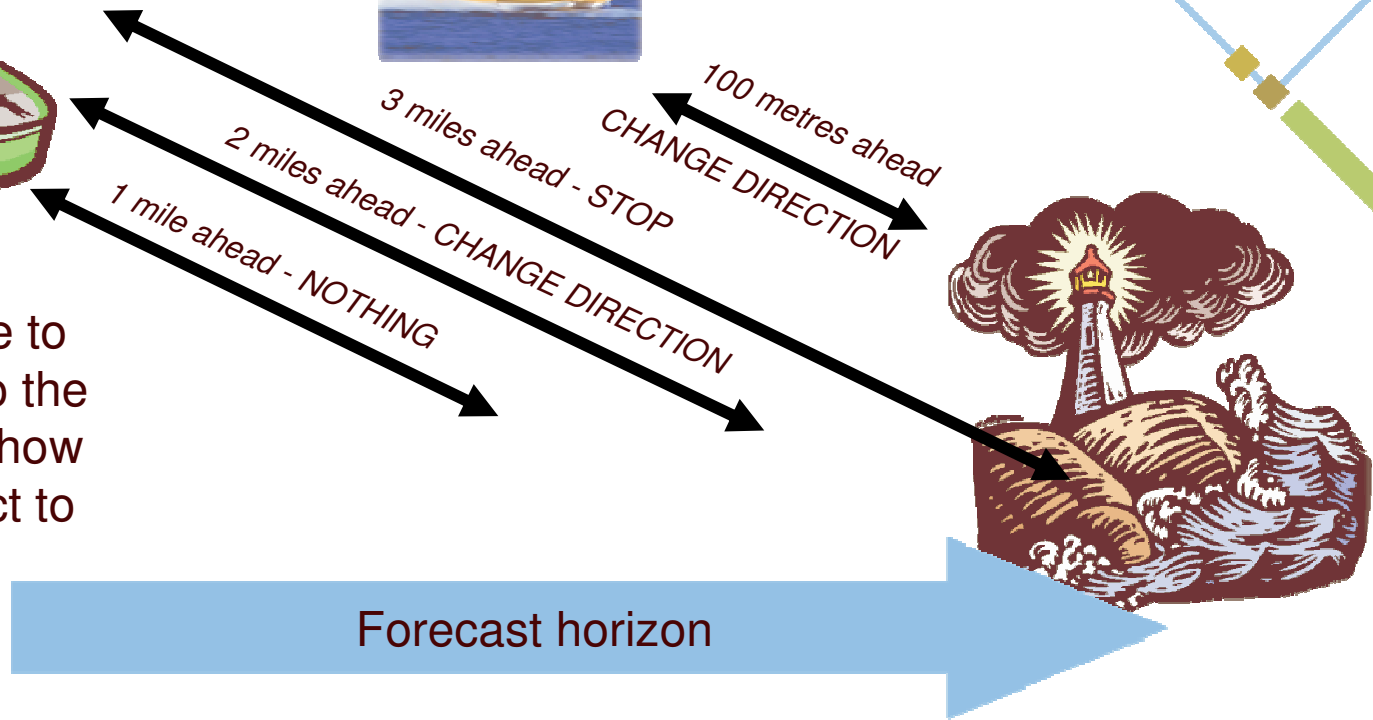 100 metres ahead
CHANGE DIRECTION
3 miles ahead - STOP
2 miles ahead - CHANGE DIRECTION
1 mile ahead - NOTHING
e to
the
how
ct to
Forecast horizon